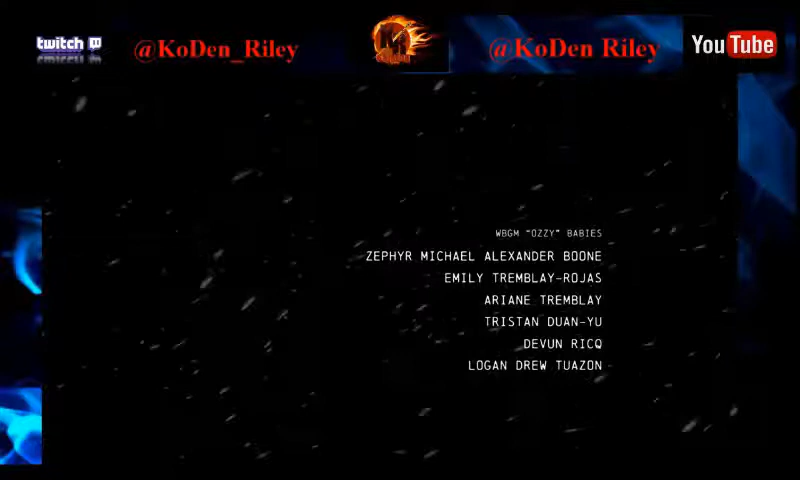 twitch
@KoDen_Riley
@KoDen Riley
YouTube
WBGM "OZZY" BABIES
ZEPHYR MICHAEL ALEXANDER BOONE
EMILY TREMBLAY-ROJAS
ARIANE TREMBLAY
TRISTAN DUAN-YU
DEVUN RICQ
LOGAN DREW TUAZON